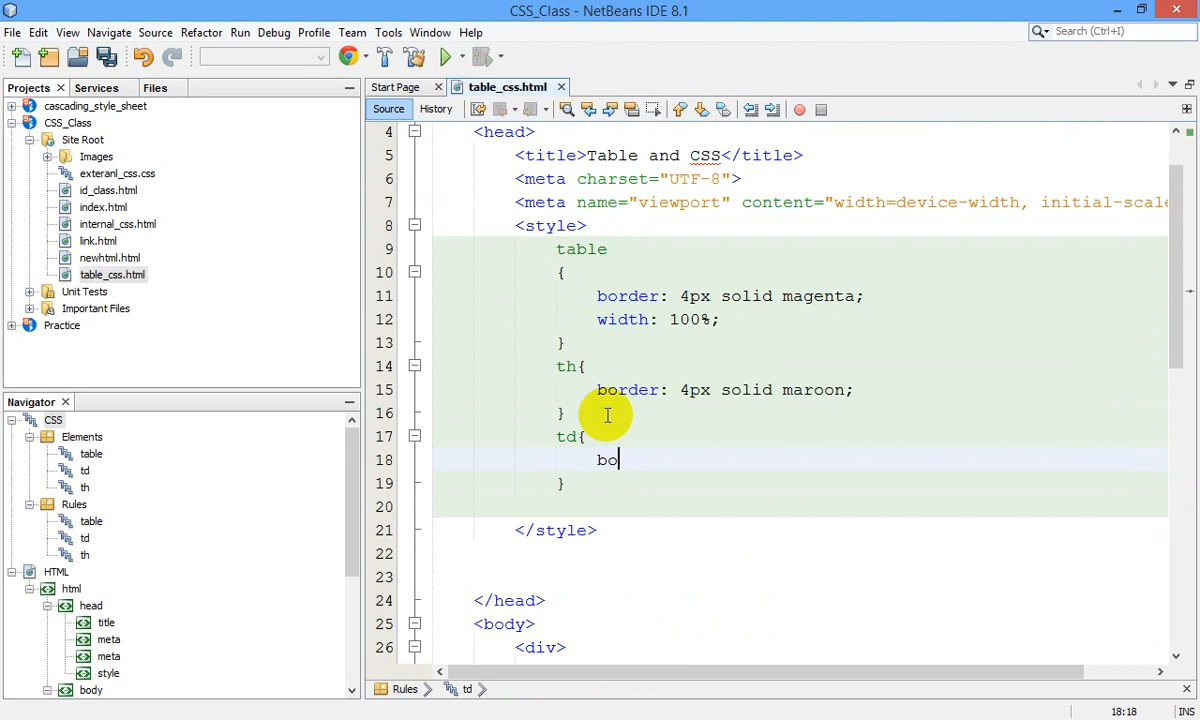 CSS_Class - NetBeans IDE 8.1
File Edit View Navigate Source Refactor Run Debug Profile Team Tools Window Help
Search (Ctrl+I)
Projects Services Files
Start Page table_css.html
Source History
cascading_style_sheet
CSS_Class
Site Root
Images
exteranl_css.css
id_class.html
index.html
internal_css.html
link.html
newhtml.html
table_css.html
Unit Tests
Important Files
Practice
Navigator
CSS
Elements
table
td
th
Rules
table
td
th
HTML
html
head
title
meta
meta
style
body
4 <head>
5 <title>Table and CSS</title>
6 <meta charset="UTF-8">
7 <meta name="viewport" content="width=device-width, initial-scale
8 <style>
9 table
10 {
11 border: 4px solid magenta;
12 width: 100%;
13 }
14 th{
15 border: 4px solid maroon;
16 }
17 td{
18 bo
19 }
20
21 </style>
22
23
24 </head>
25 <body>
26 <div>
Rules td
18:18 INS